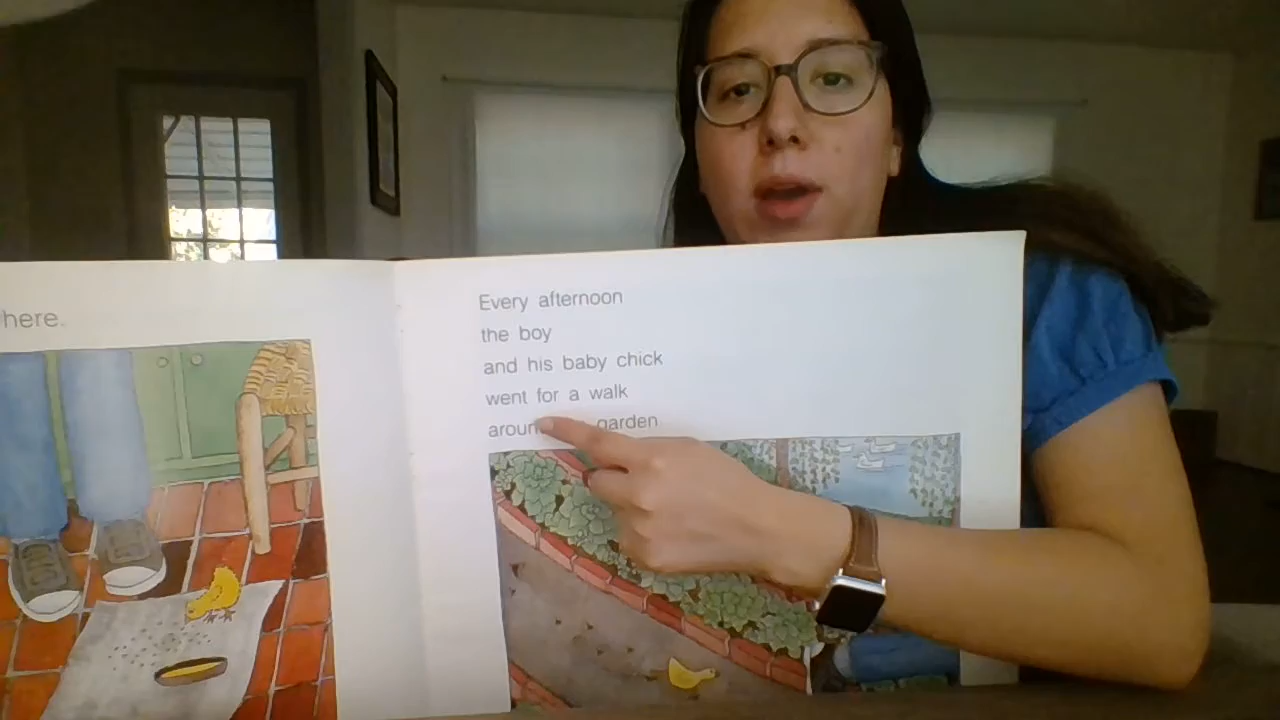 here.
Every afternoon
the boy
and his baby chick
went for a walk
garden